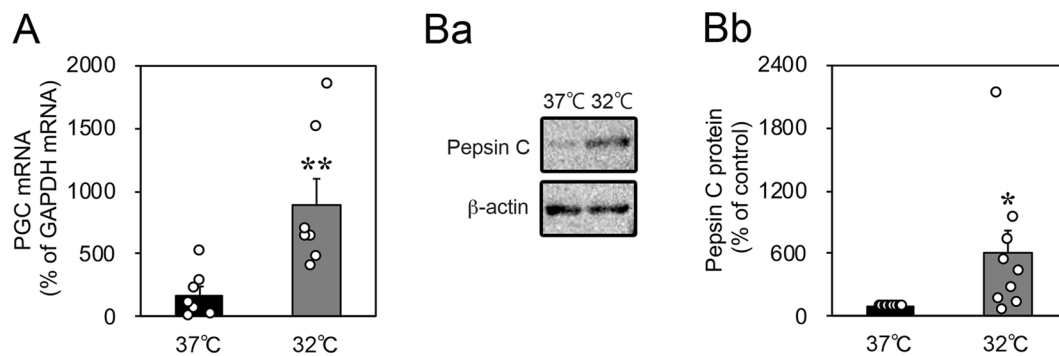 A
PGC mRNA
(% of GAPDH mRNA)
2000
1500
1000
500
0
**
37℃
32℃
Ba
37℃ 32℃
Pepsin C
β-actin
Bb
Pepsin C protein
(% of control)
2400
1800
1200
600
0
*
37℃
32℃